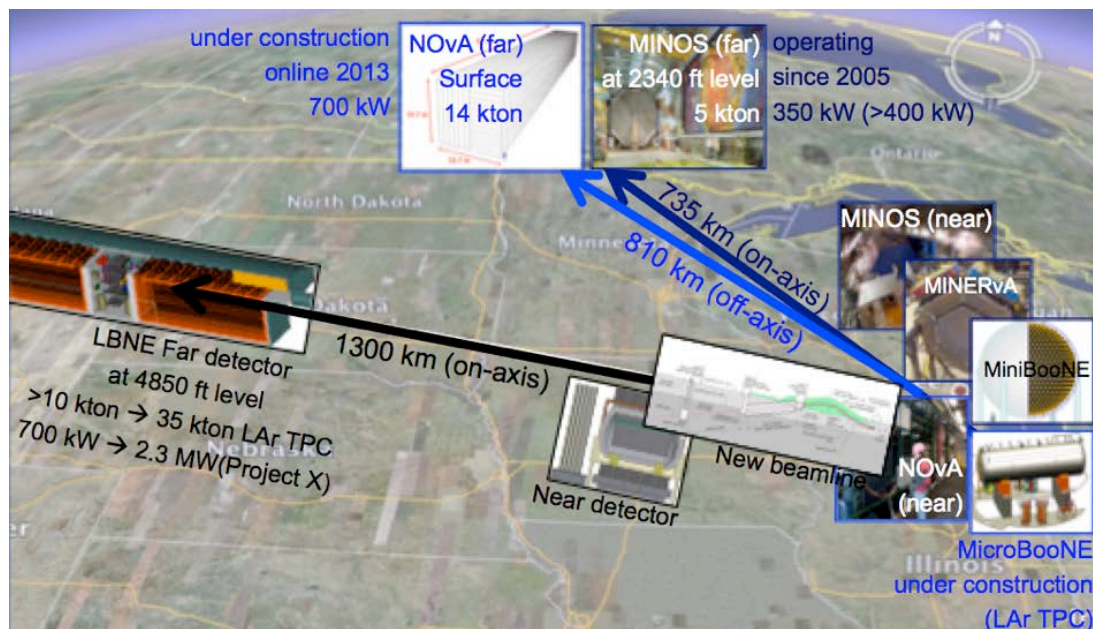 under construction
online 2013
700 kW
NOvA (far)
Surface
14 kton
MINOS (far)
at 2340 ft level
5 kton
operating
since 2005
350 kW (>400 kW)
N
Ontario
North Dakota
Minne
735 km (on-axis)
810 km (off-axis)
MINOS (near)
MINERvA
MiniBooNE
Dakota
1300 km (on-axis)
LBNE Far detector
at 4850 ft level
>10 kton → 35 kton LAr TPC
700 kW → 2.3 MW(Project X)
Nebraska
Near detector
New beamline
NOvA
(near)
MicroBooNE
Illinois
under construction
(LAr TPC)